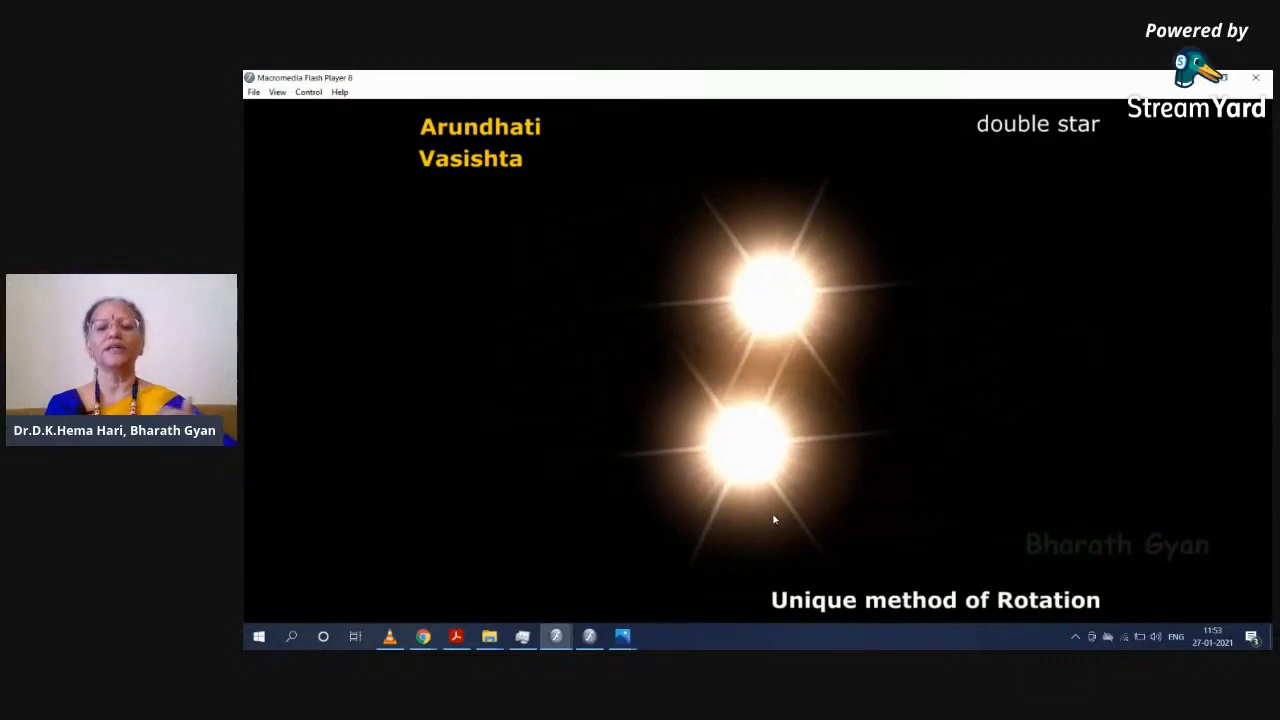 Powered by
StreamYard
Macromedia Flash Player 8
File View Control Help
Arundhati
Vasishta
double star
Dr.D.K.Hema Hari, Bharath Gyan
Bharath Gyan
Unique method of Rotation
ENG
11:53
27-01-2021
3